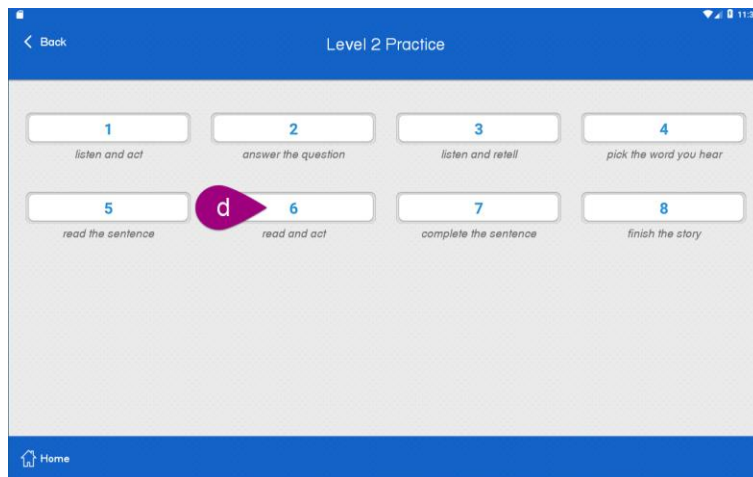 11:3
Back
Level 2 Practice
1
2
3
4
listen and act
answer the question
listen and retell
pick the word you hear
5
d
6
7
8
read the sentence
read and act
complete the sentence
finish the story
Home